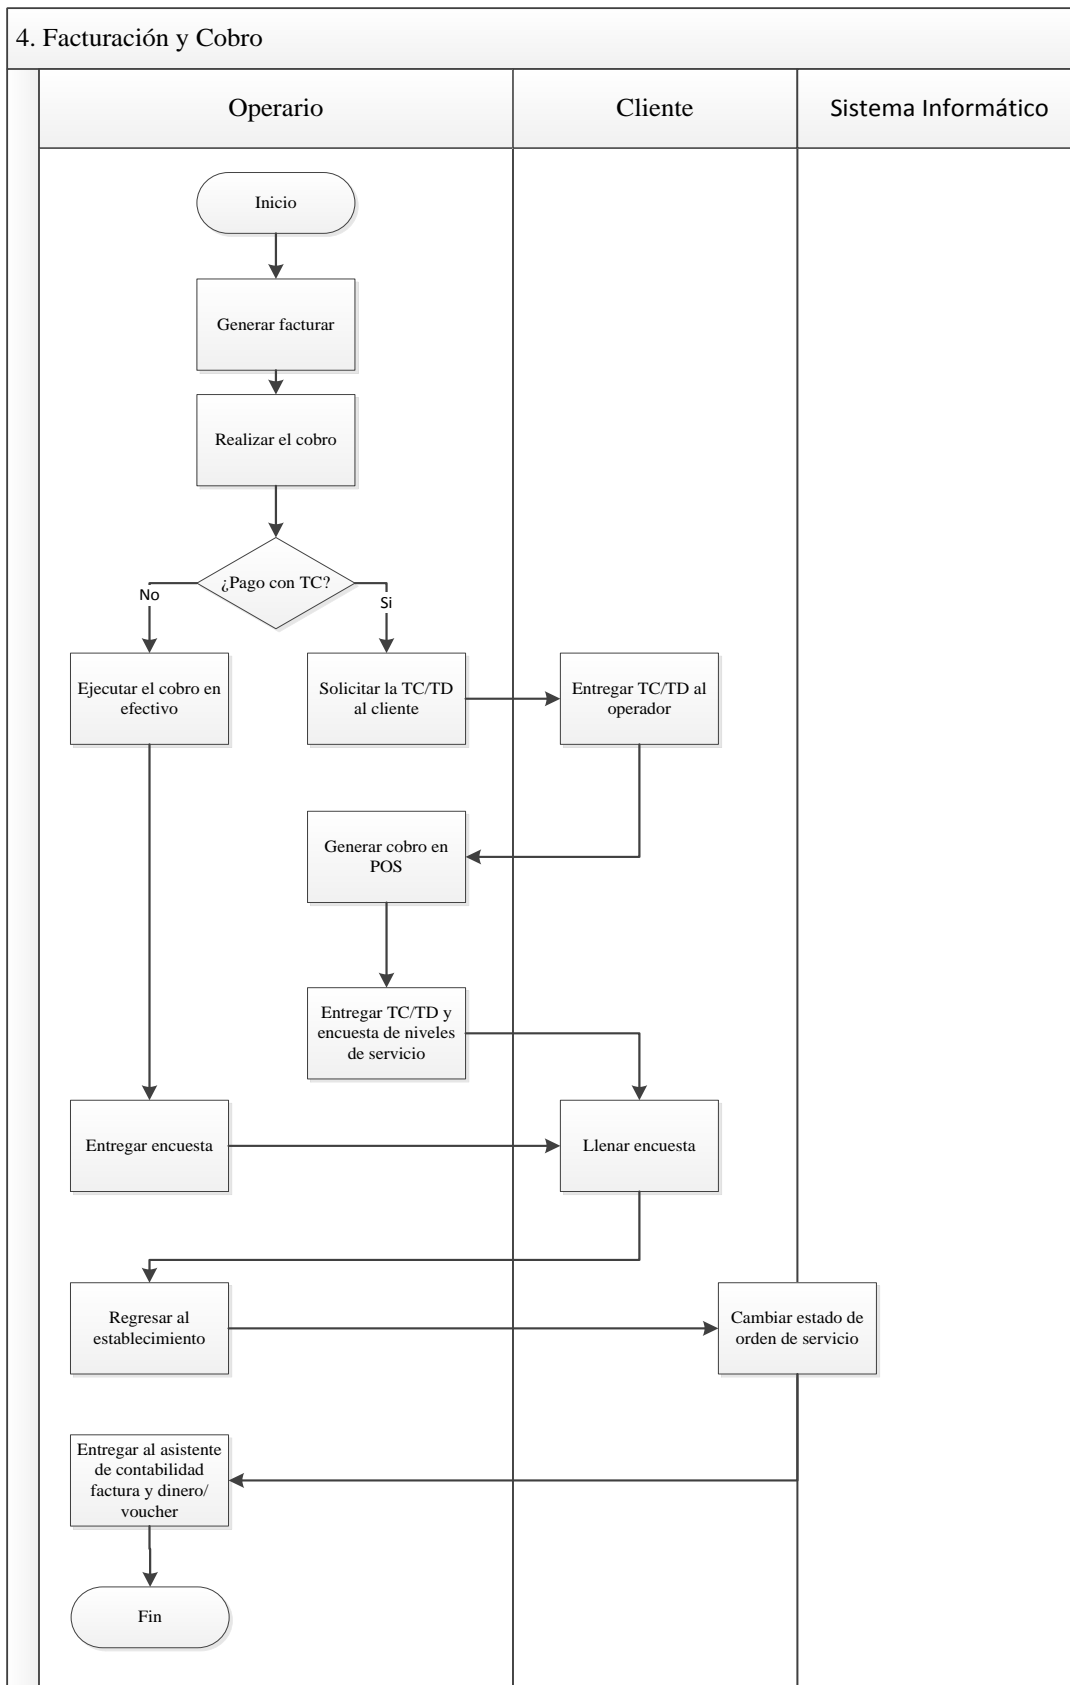 4. Facturación y Cobro
Operario
Cliente
Sistema Informático
Inicio
Generar facturar
Realizar el cobro
¿Pago con TC?
No
Si
Ejecutar el cobro en
efectivo
Solicitar la TC/TD
al cliente
Entregar TC/TD al
operador
Generar cobro en
POS
Entregar TC/TD y
encuesta de niveles
de servicio
Entregar encuesta
Llenar encuesta
Regresar al
establecimiento
Cambiar estado de
orden de servicio
Entregar al asistente
de contabilidad
factura y dinero/
voucher
Fin